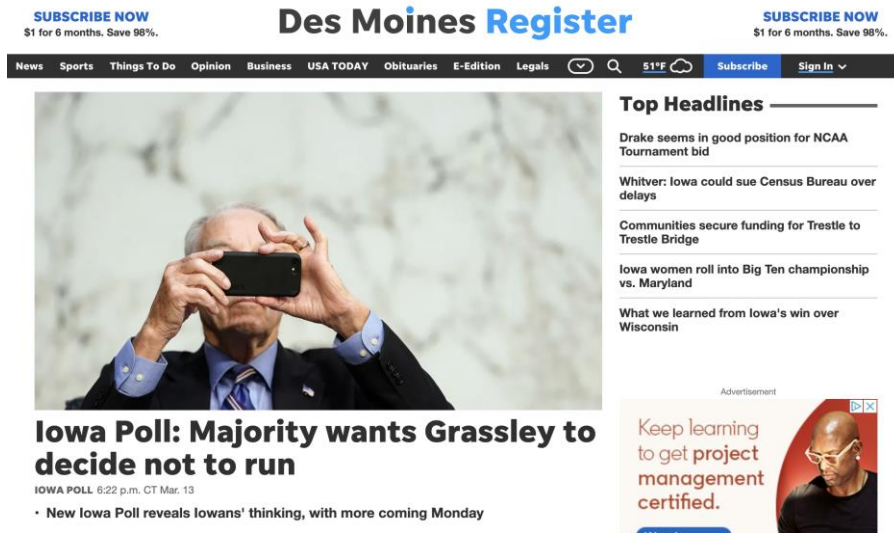 SUBSCRIBE NOW
$1 for 6 months. Save 98%.
Des Moines Register
SUBSCRIBE NOW
$1 for 6 months. Save 98%.
News Sports Things To Do Opinion Business USA TODAY Obituaries E-Edition Legals 51°F Subscribe Sign In
Top Headlines
Drake seems in good position for NCAA
Tournament bid
Whitver: Iowa could sue Census Bureau over
delays
Communities secure funding for Trestle to
Trestle Bridge
Iowa women roll into Big Ten championship
vs. Maryland
What we learned from Iowa's win over
Wisconsin
Iowa Poll: Majority wants Grassley to
decide not to run
IOWA POLL 6:22 p.m. CT Mar. 13
• New Iowa Poll reveals Iowans' thinking, with more coming Monday
Advertisement
Keep learning
to get project
management
certified.